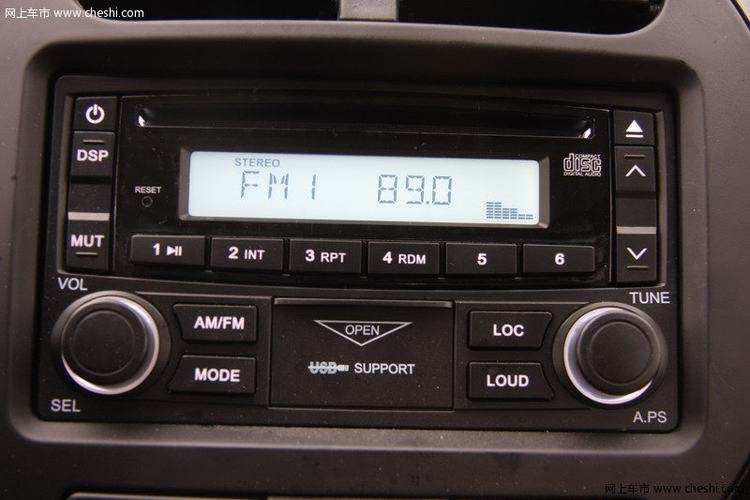 网上车市 www.cheshi.com
DSP
STEREO
FM1 89.0
COMPACT
disc
DIGITAL AUDIO
RESET
MUT
1
2 INT
3 RPT
4 RDM
5
6
VOL
TUNE
AM/FM
OPEN
LOC
MODE
USB SUPPORT
LOUD
SEL
A.PS
网上车市 www.cheshi.com